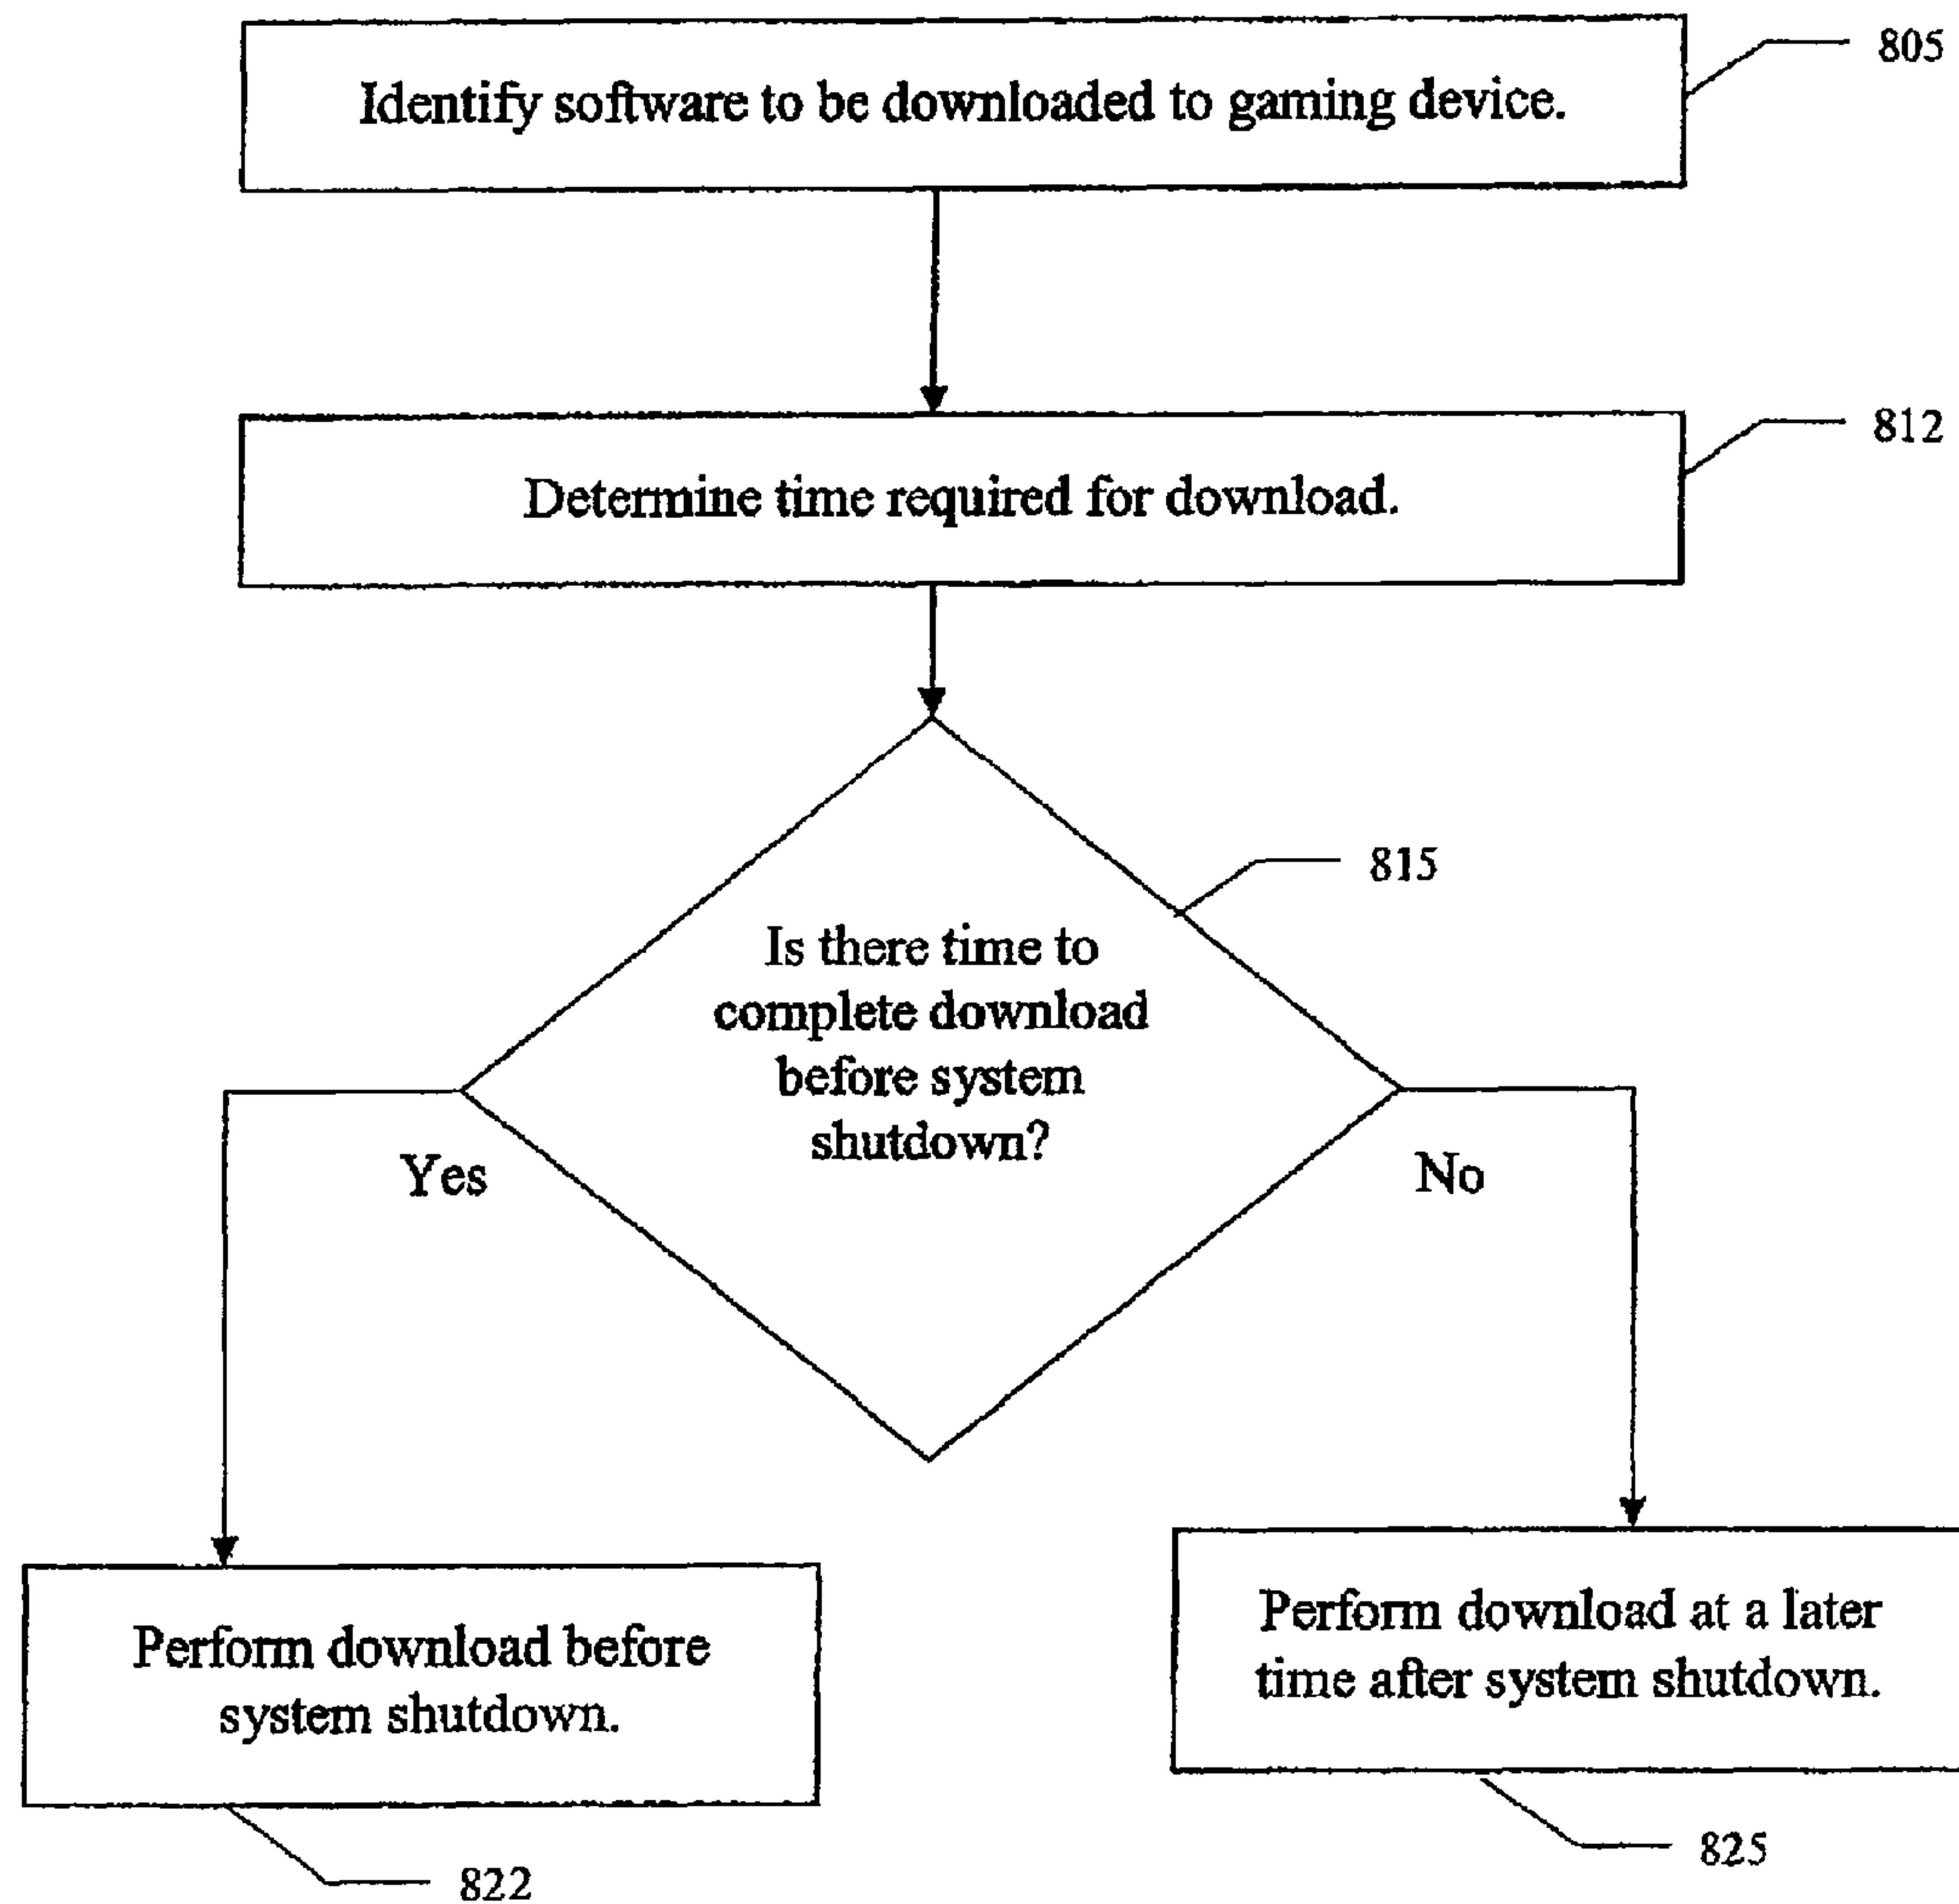 Identify software to be downloaded to gaming device.
805
Determine time required for download.
812
815
Is there time to
complete download
before system
shutdown?
Yes
No
Perform download before
system shutdown.
822
Perform download at a later
time after system shutdown.
825